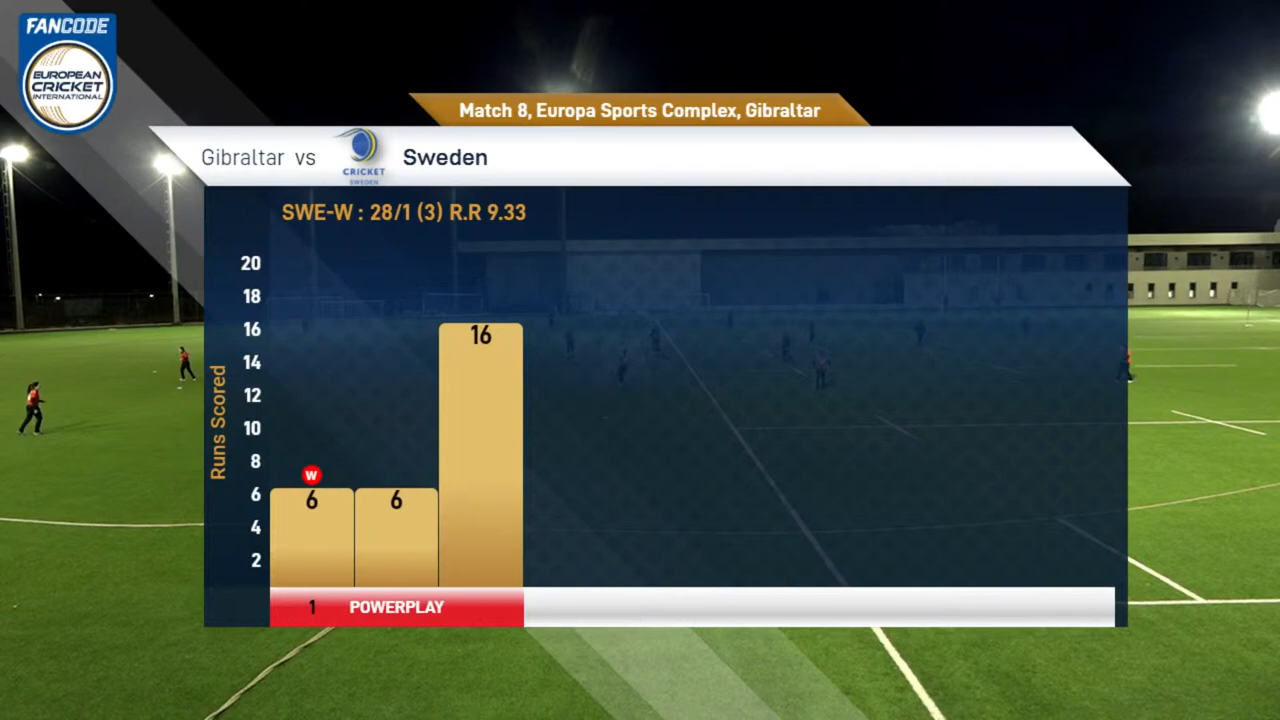 FANCODE
EUROPEAN
CRICKET
INTERNATIONAL
Match 8, Europa Sports Complex, Gibraltar
Gibraltar vs Sweden
CRICKET
SWEDEN
SWE-W : 28/1 (3) R.R 9.33
Runs Scored
20
18
16
14
12
10
8
6
4
2
W
6
6
16
1 POWERPLAY